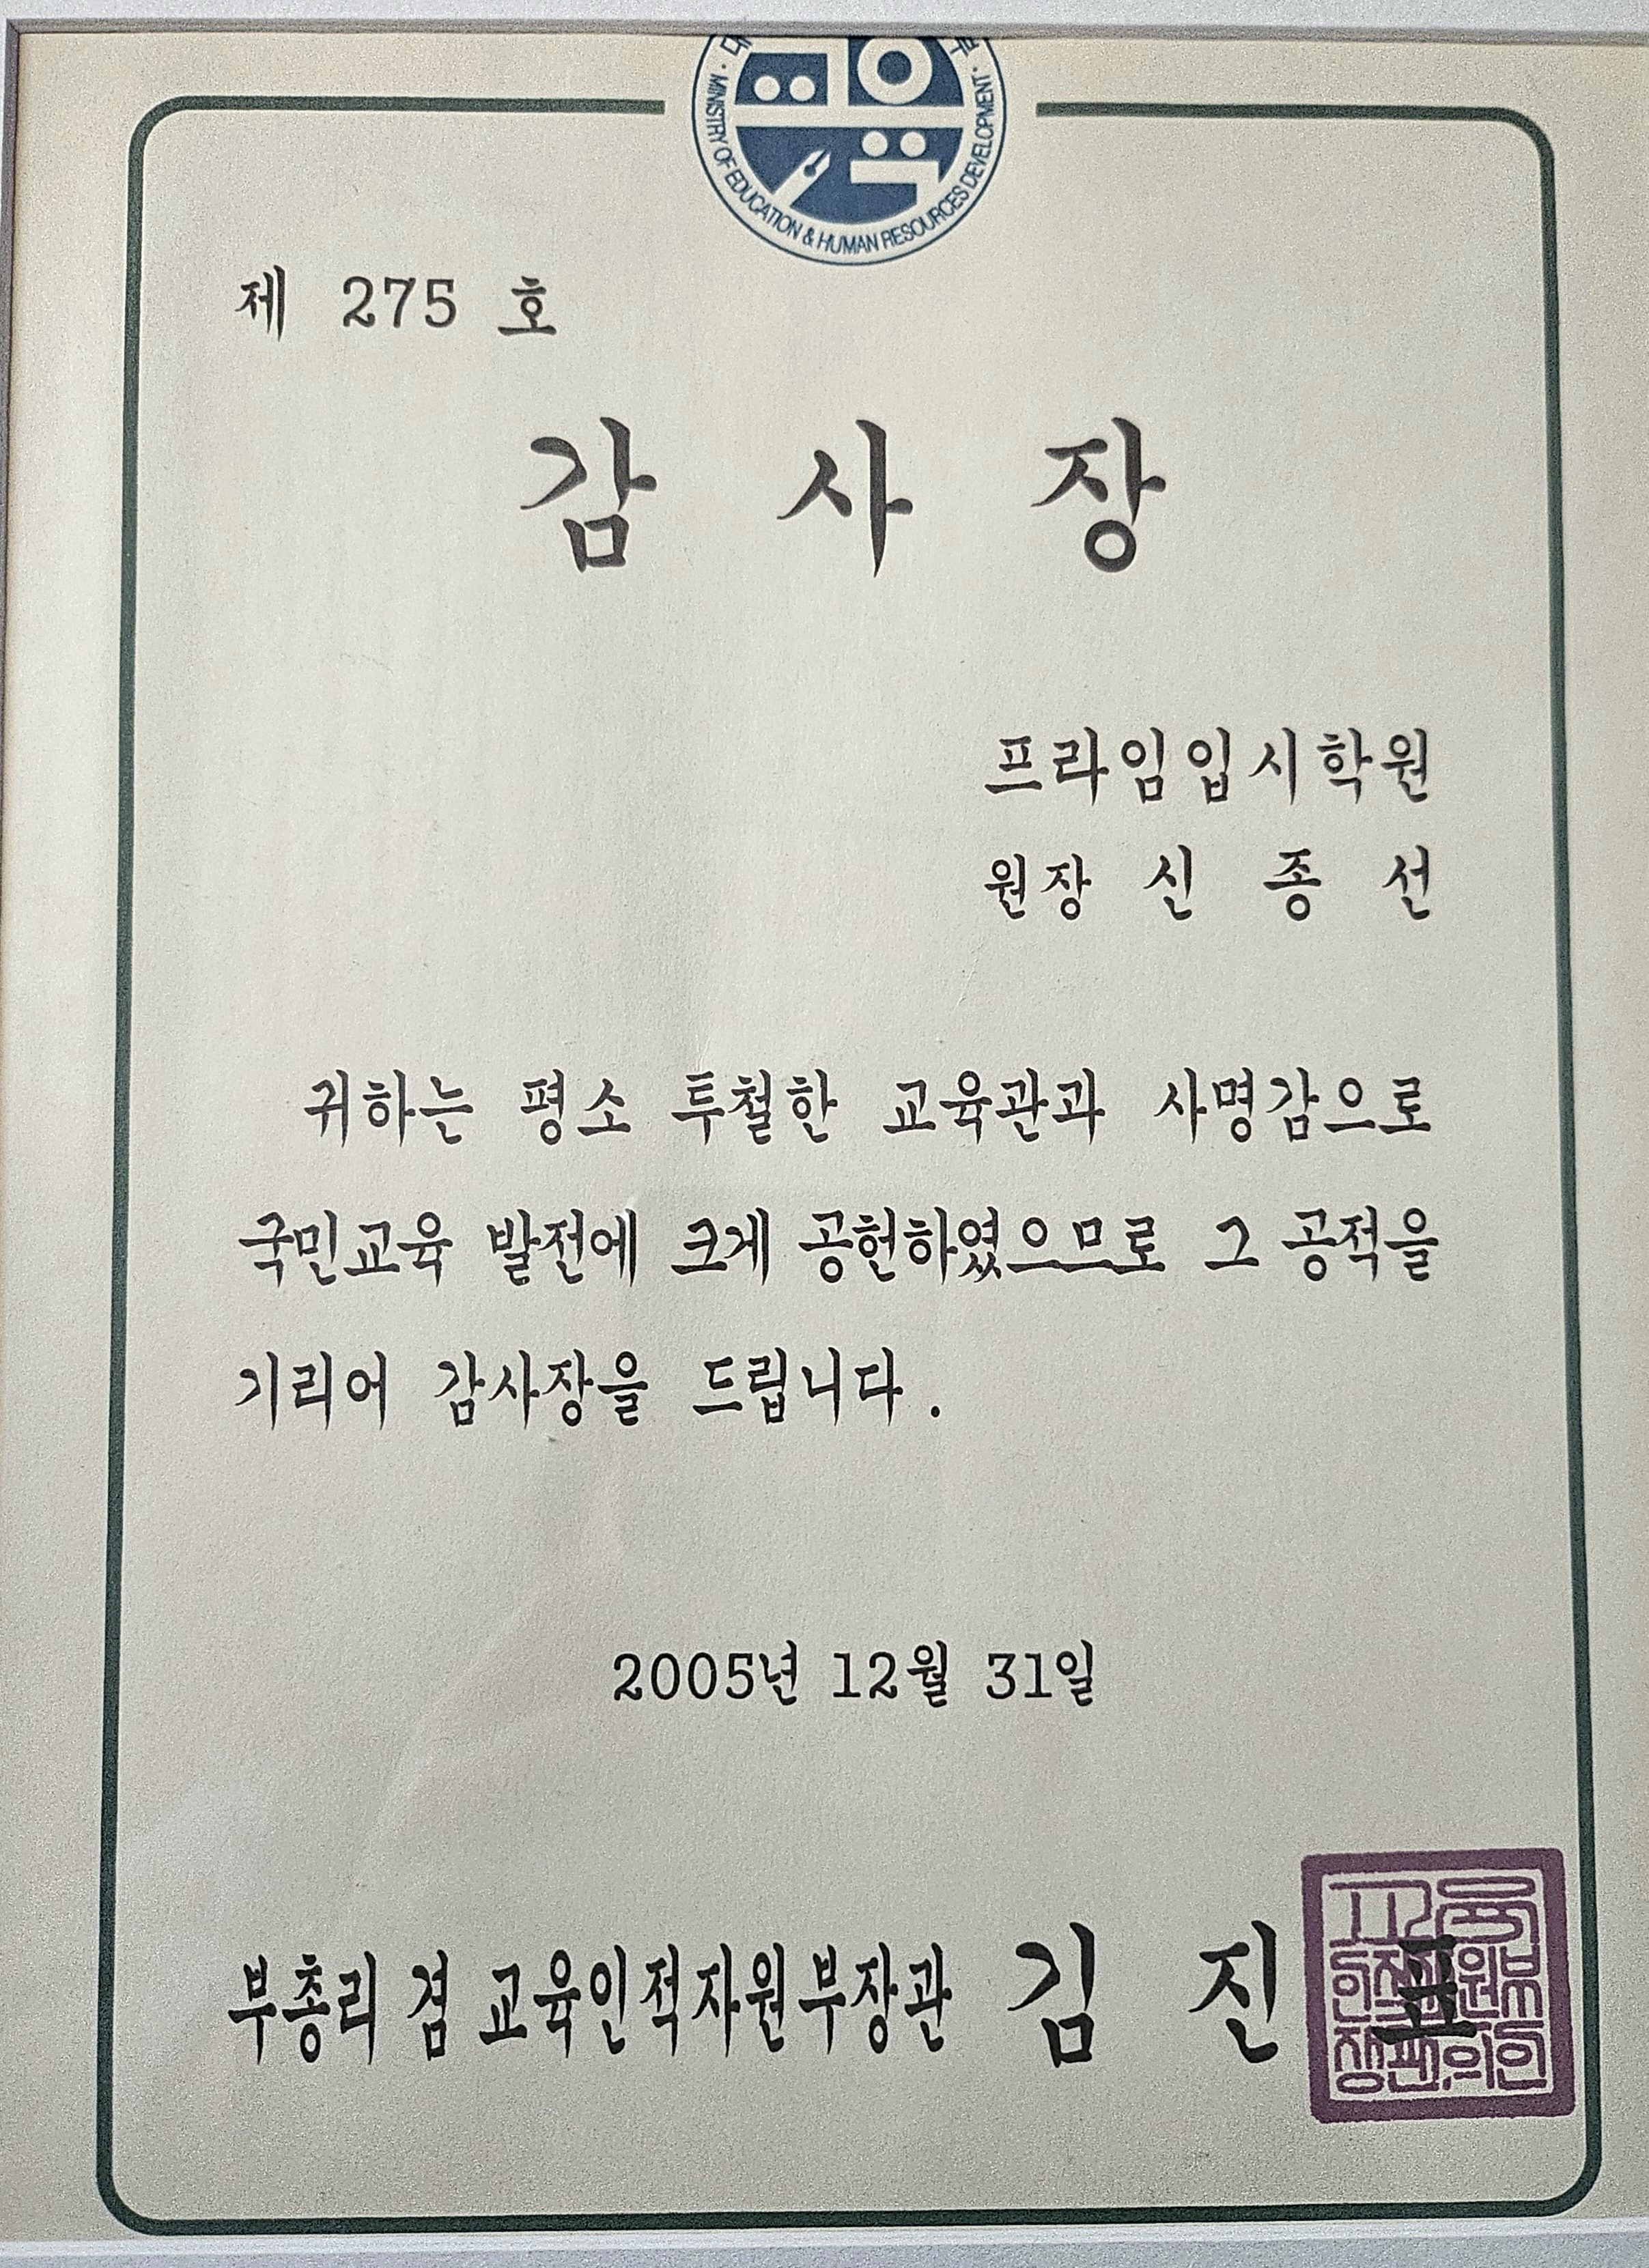 MINISTRY OF EDUCATION & HUMAN RESOURCES DEVELOPMENT
제 275 호
감 사 장
프라임입시학원
원장 신 종 선
귀하는 평소 투철한 교육관과 사명감으로
국민교육 발전에 크게 공헌하였으므로 그 공적을
기리어 감사장을 드립니다.
2005년 12월 31일
부총리 겸 교육인적자원부장관 김 진 표